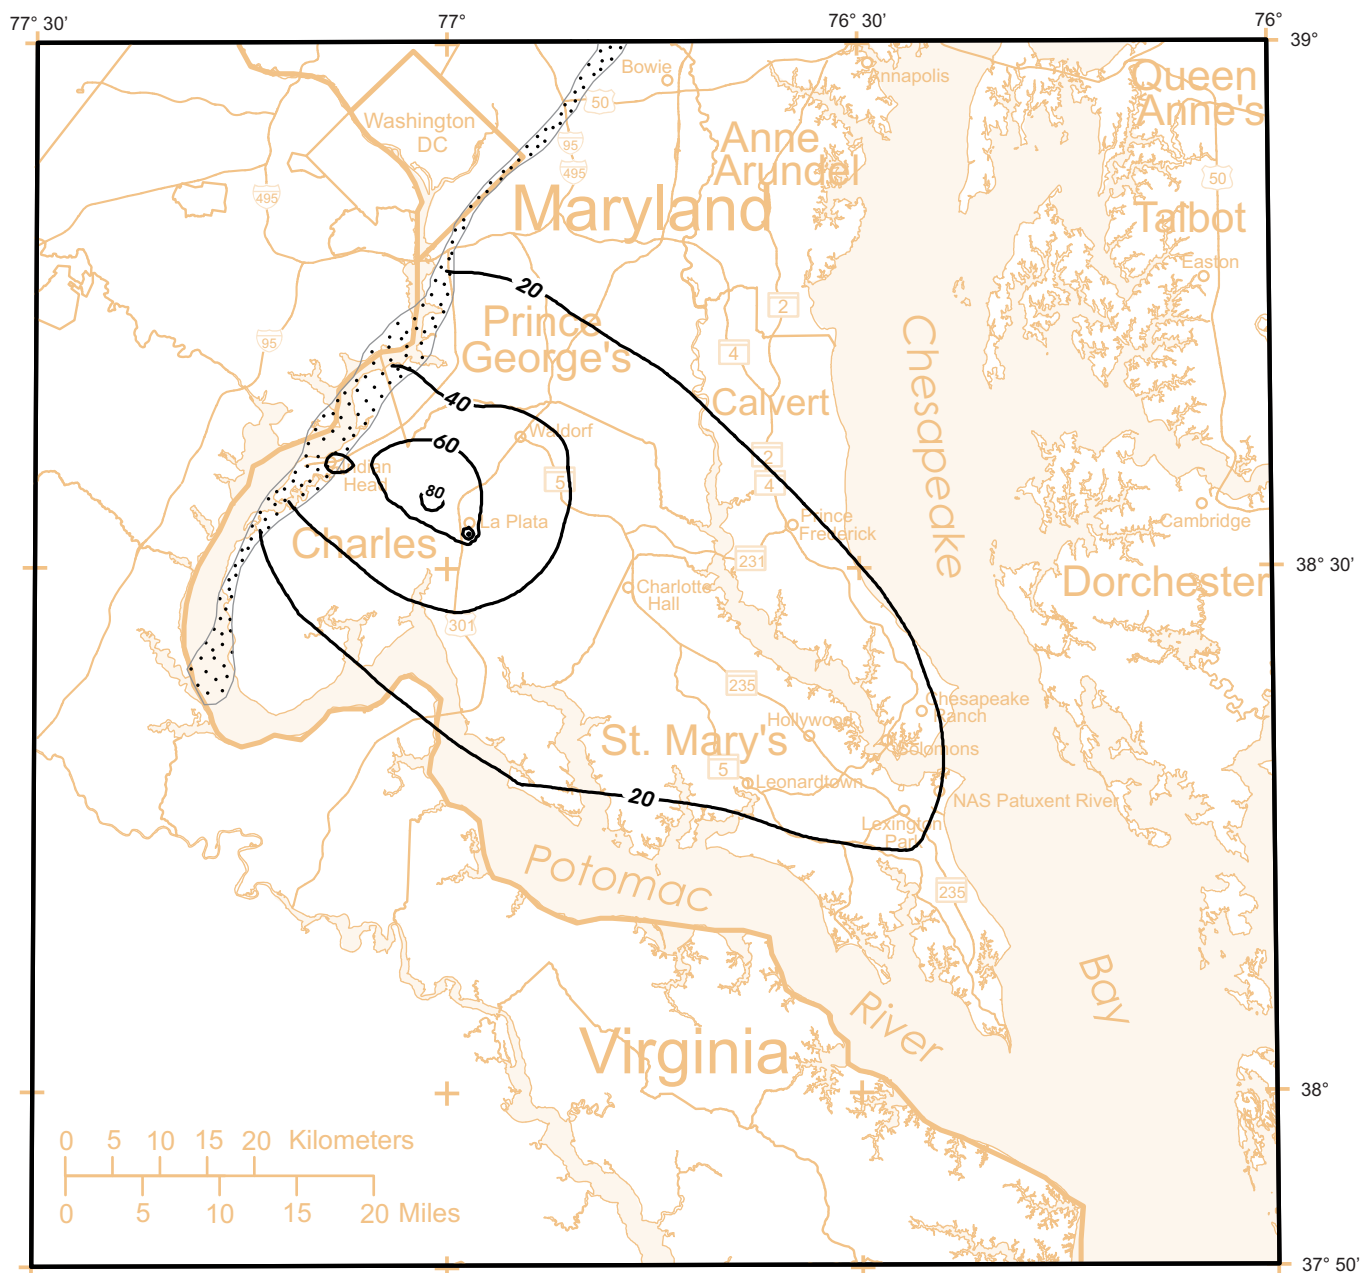 77° 30’
77°
76° 30’
76°
39°
Bowie
Annapolis
Queen
Anne's
50
Washington
DC
Anne
Arundel
95
495
495
50
Maryland
Talbot
Easton
20
2
Prince
George's
95
4
Chesapeake
40
Calvert
Waldorf
60
2
4
Indian
Head
5
80
La Plata
Prince
Frederick
Cambridge
Charles
231
38° 30’
Charlotte
Hall
Dorchester
301
235
Chesapeake
Ranch
Hollywood
St. Mary's
Solomons
5
Leonardtown
20
NAS Patuxent River
Lexington
Park
Potomac
235
Bay
River
Virginia
38°
0 5 10 15 20 Kilometers
0 5 10 15 20 Miles
37° 50’